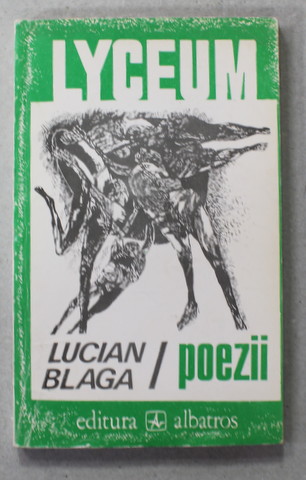 LYCEUM
LUCIAN / poezii
BLAGA
editura albatros